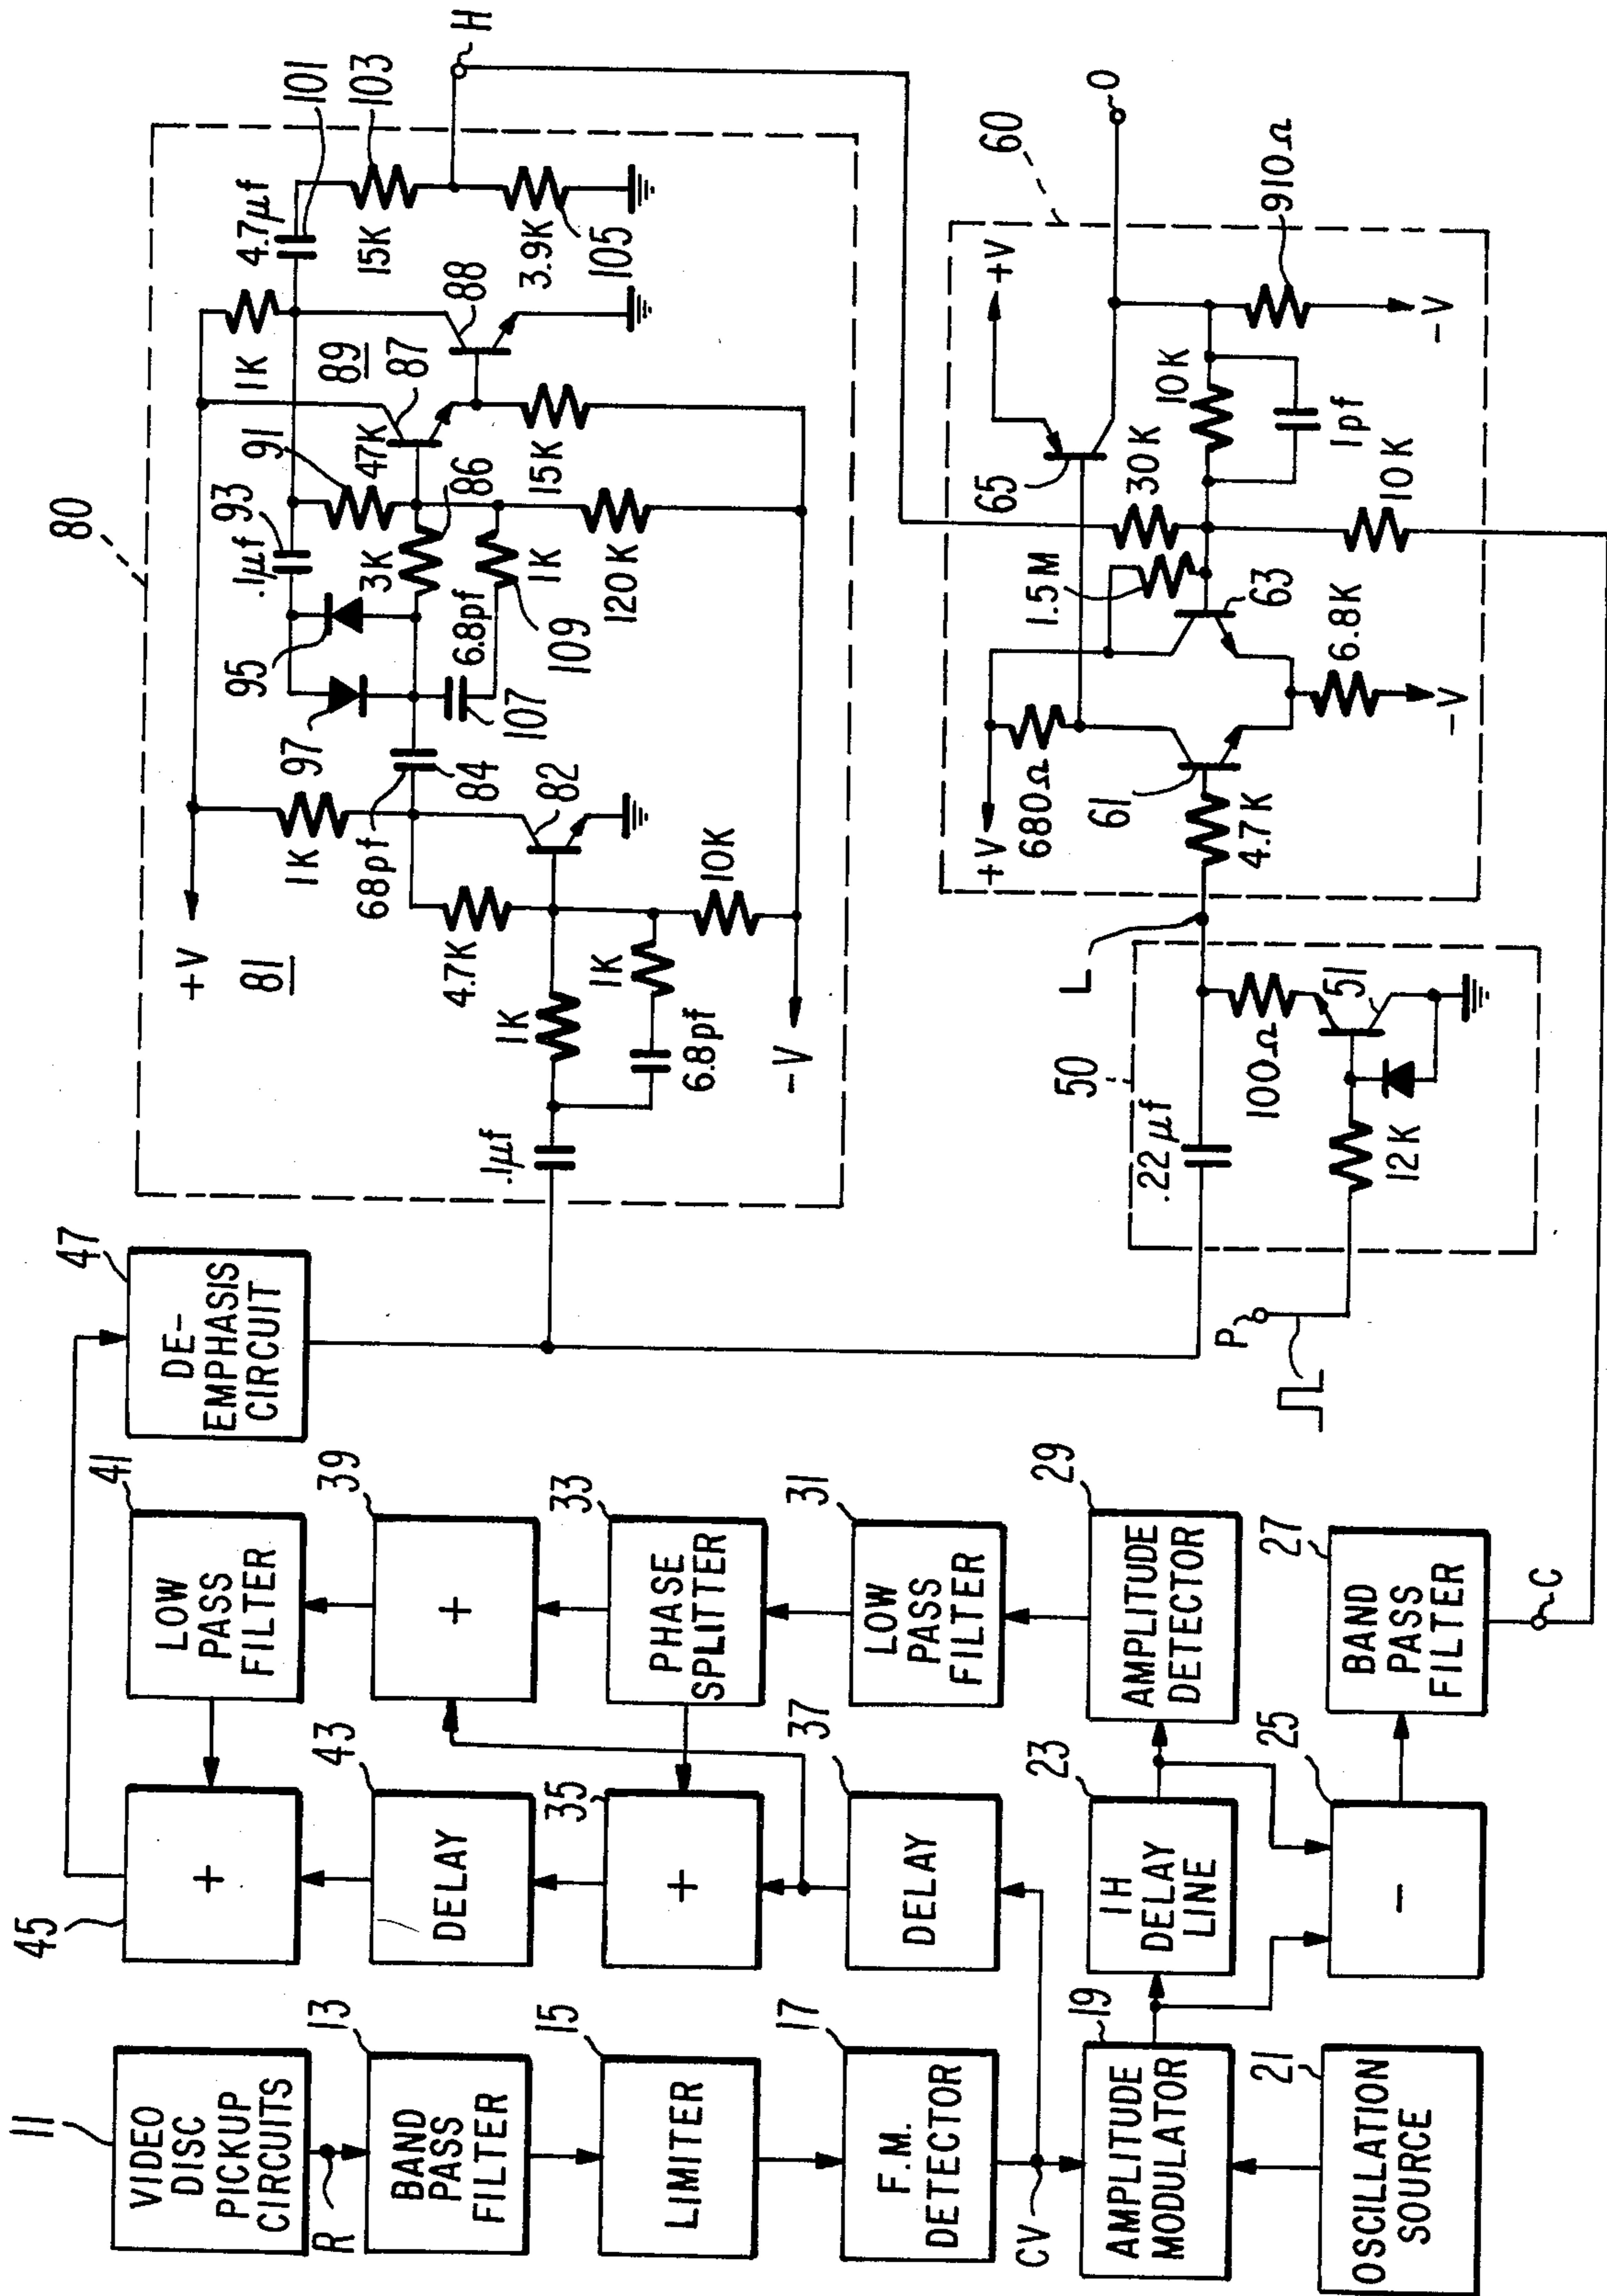 11
VIDEO
DISC
PICKUP
CIRCUITS
R
13
BAND
PASS
FILTER
15
LIMITER
17
F.M.
DETECTOR
CV
19
AMPLITUDE
MODULATOR
21
OSCILLATION
SOURCE
45
+
43
DELAY
35
+
37
DELAY
23
1H
DELAY
LINE
25
−
41
LOW
PASS
FILTER
39
+
33
PHASE
SPLITTER
31
LOW
PASS
FILTER
29
AMPLITUDE
DETECTOR
27
BAND
PASS
FILTER
C
47
DE-
EMPHASIS
CIRCUIT
80
+V
81
1K
68pf
84
4.7K
82
1K
1K
6.8pf
.1µf
10K
-V
97
95
.1µf
93
3K
86
6.8pf
107
1K
109
91
47K
87
89
88
15K
120K
1K
4.7µf
101
15K
103
3.9K
105
H
P
50
.22µf
100Ω
51
12K
L
60
+V
680Ω
61
4.7K
6.8K
-V
63
1.5M
30K
65
+V
10K
1pf
10K
910Ω
-V
O